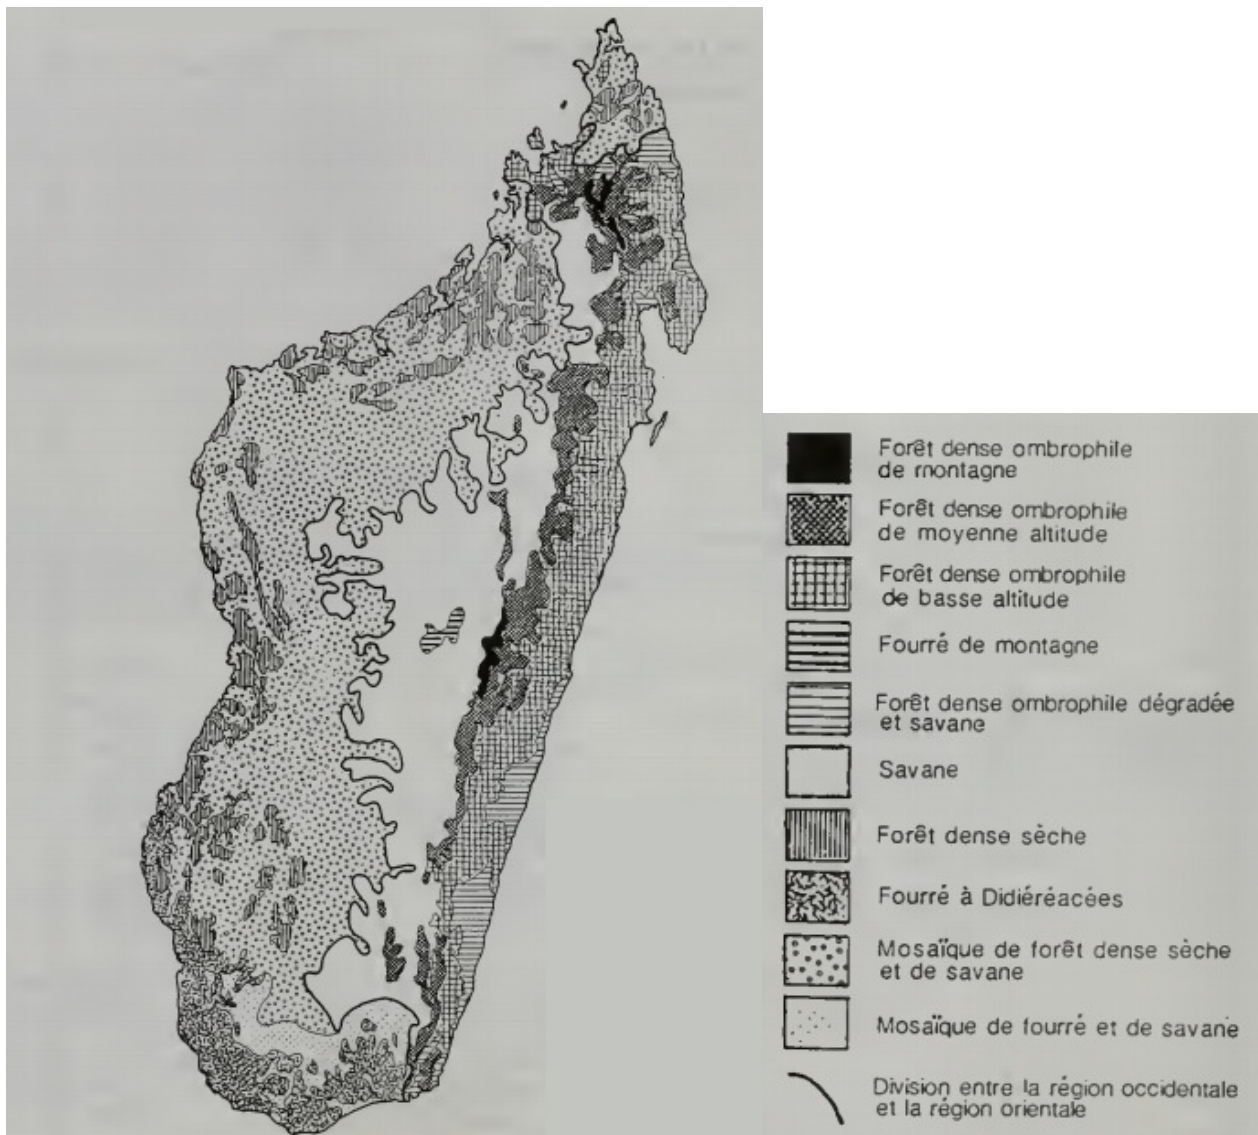 Forêt dense ombrophile
de montagne
Forêt dense ombrophile
de moyenne altitude
Forêt dense ombrophile
de basse altitude
Fourré de montagne
Forêt dense ombrophile dégradée
et savane
Savane
Forêt dense sèche
Fourré à Didiéréacées
Mosaïque de forêt dense sèche
et de savane
Mosaïque de fourré et de savane
Division entre la région occidentale
et la région orientale